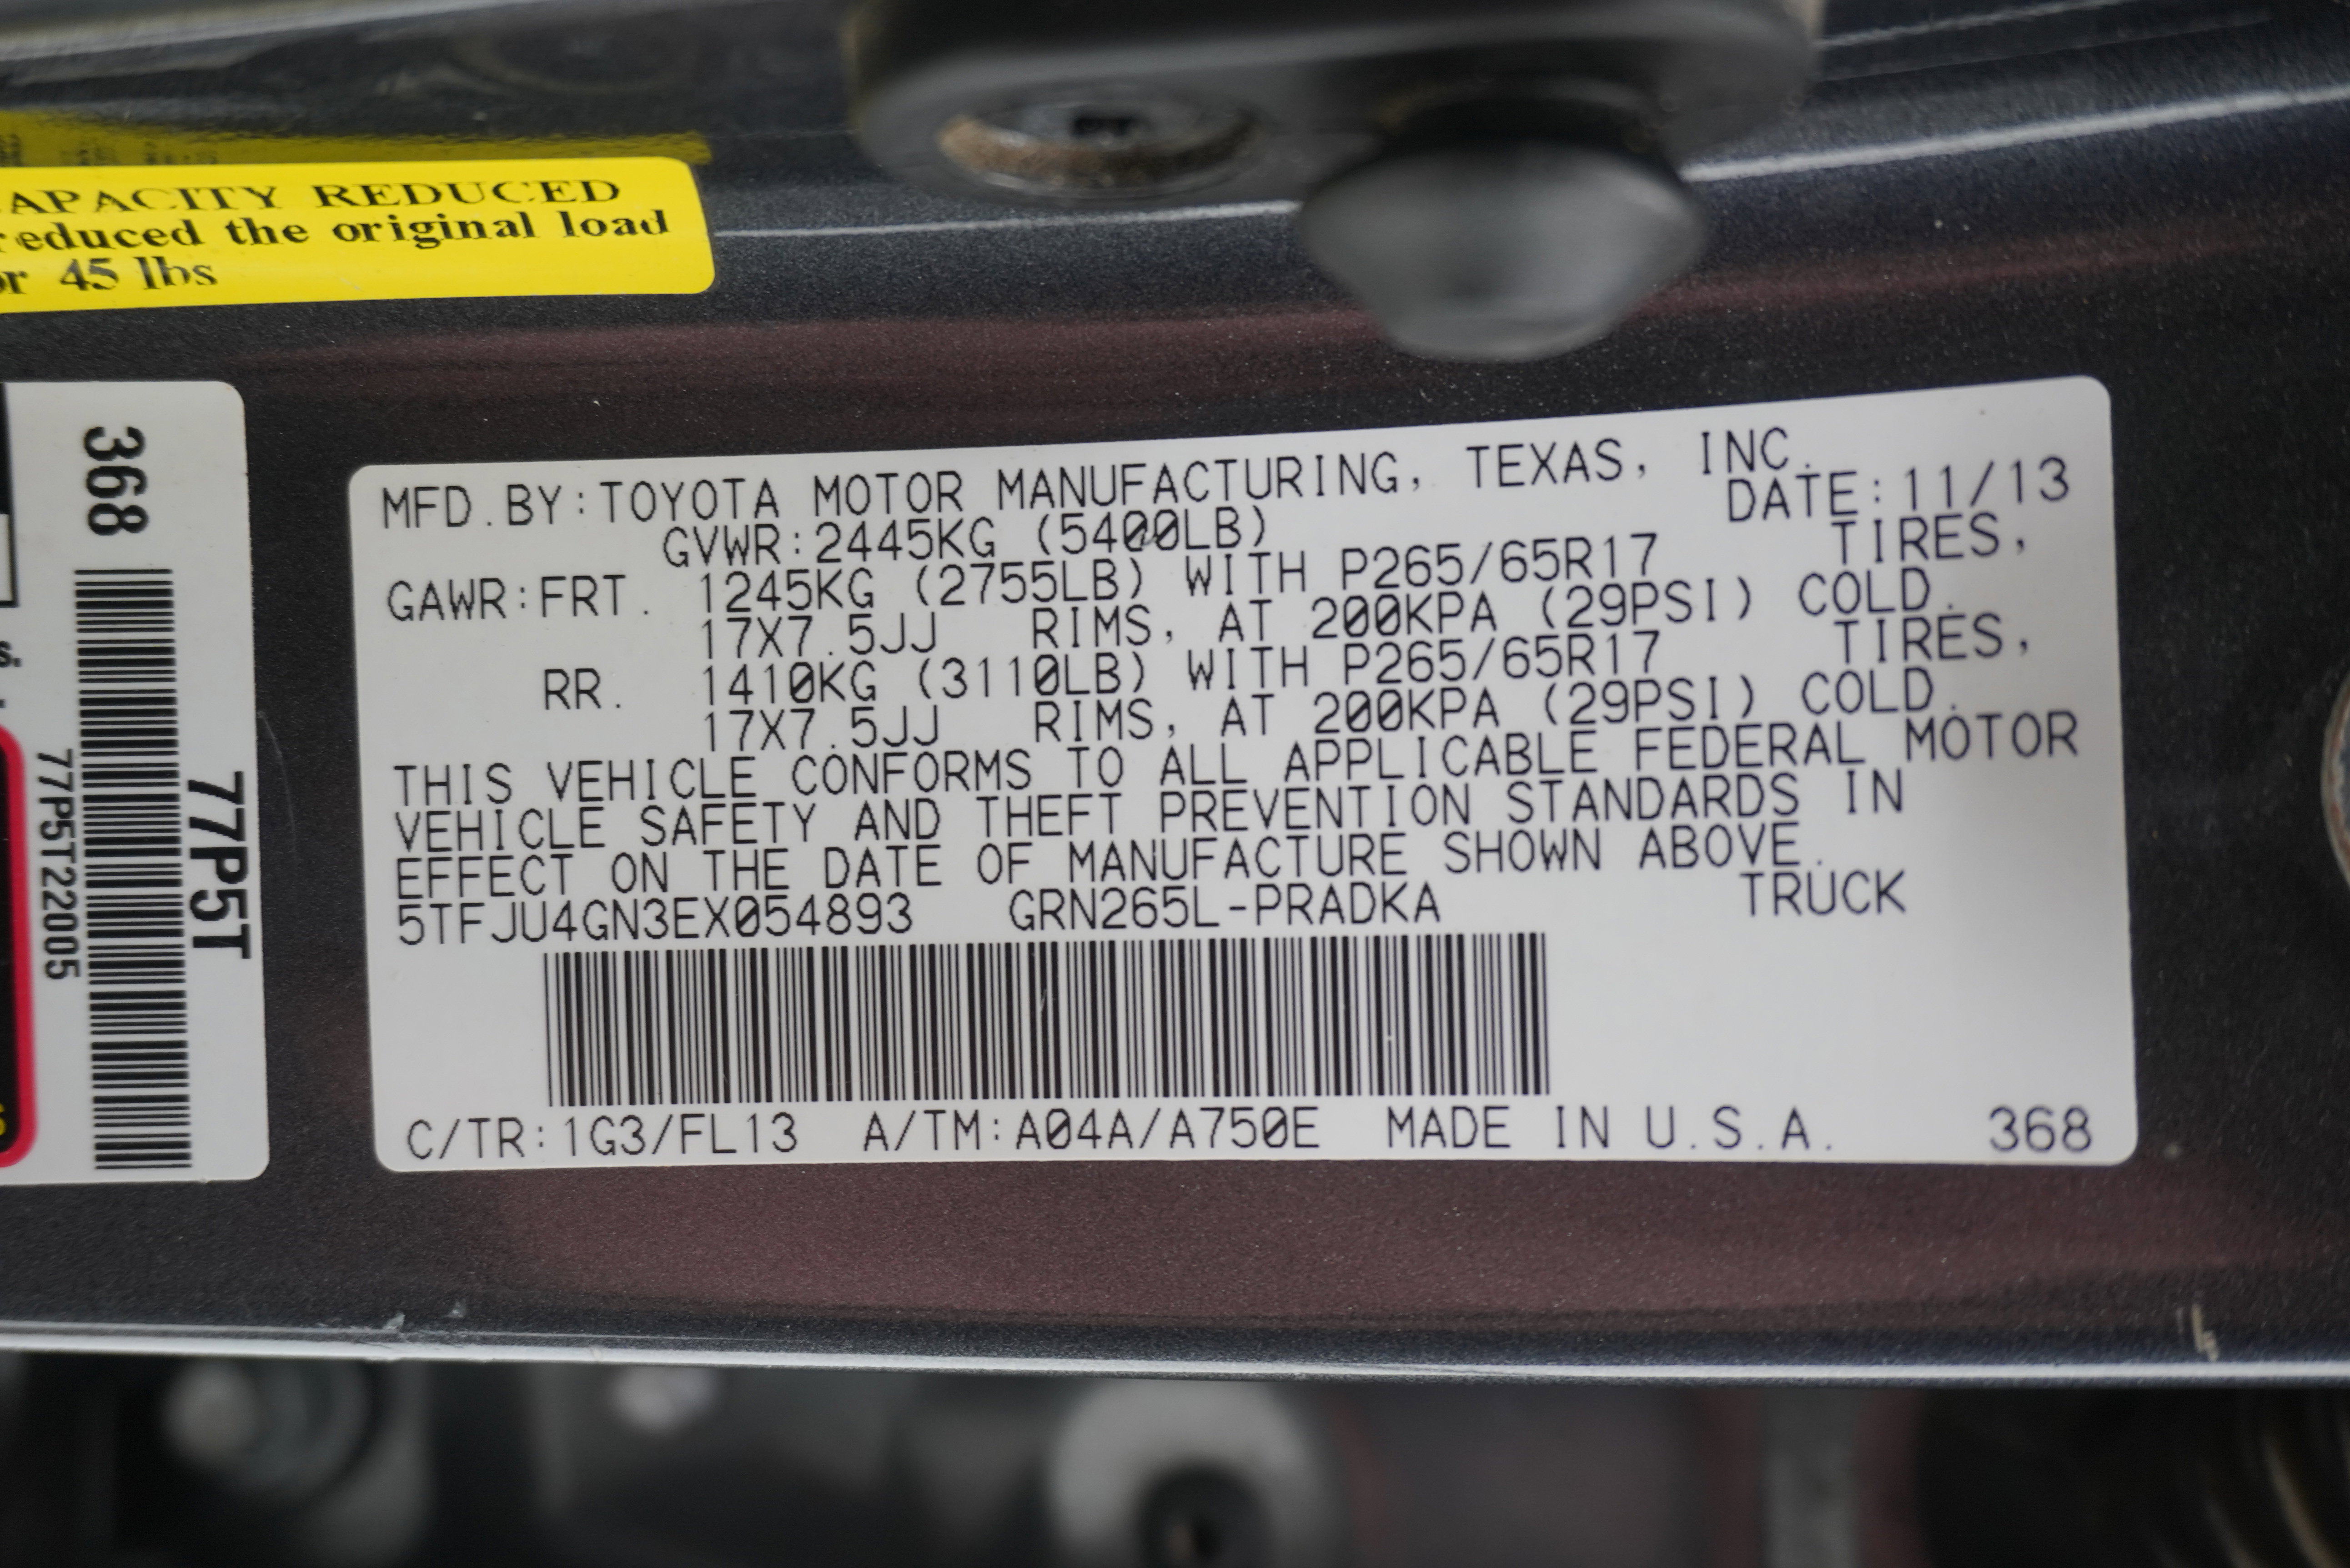 APACITY REDUCED
reduced the original load
or 45 lbs
368
77P5T
77P5T22005
s.
MFD.BY:TOYOTA MOTOR MANUFACTURING, TEXAS, INC.
GVWR:2445KG (5400LB) DATE:11/13
GAWR:FRT. 1245KG (2755LB) WITH P265/65R17 TIRES,
17X7.5JJ RIMS, AT 200KPA (29PSI) COLD.
RR. 1410KG (3110LB) WITH P265/65R17 TIRES,
17X7.5JJ RIMS, AT 200KPA (29PSI) COLD.
THIS VEHICLE CONFORMS TO ALL APPLICABLE FEDERAL MOTOR
VEHICLE SAFETY AND THEFT PREVENTION STANDARDS IN
EFFECT ON THE DATE OF MANUFACTURE SHOWN ABOVE.
5TFJU4GN3EX054893 GRN265L-PRADKA TRUCK
C/TR:1G3/FL13 A/TM:A04A/A750E MADE IN U.S.A. 368